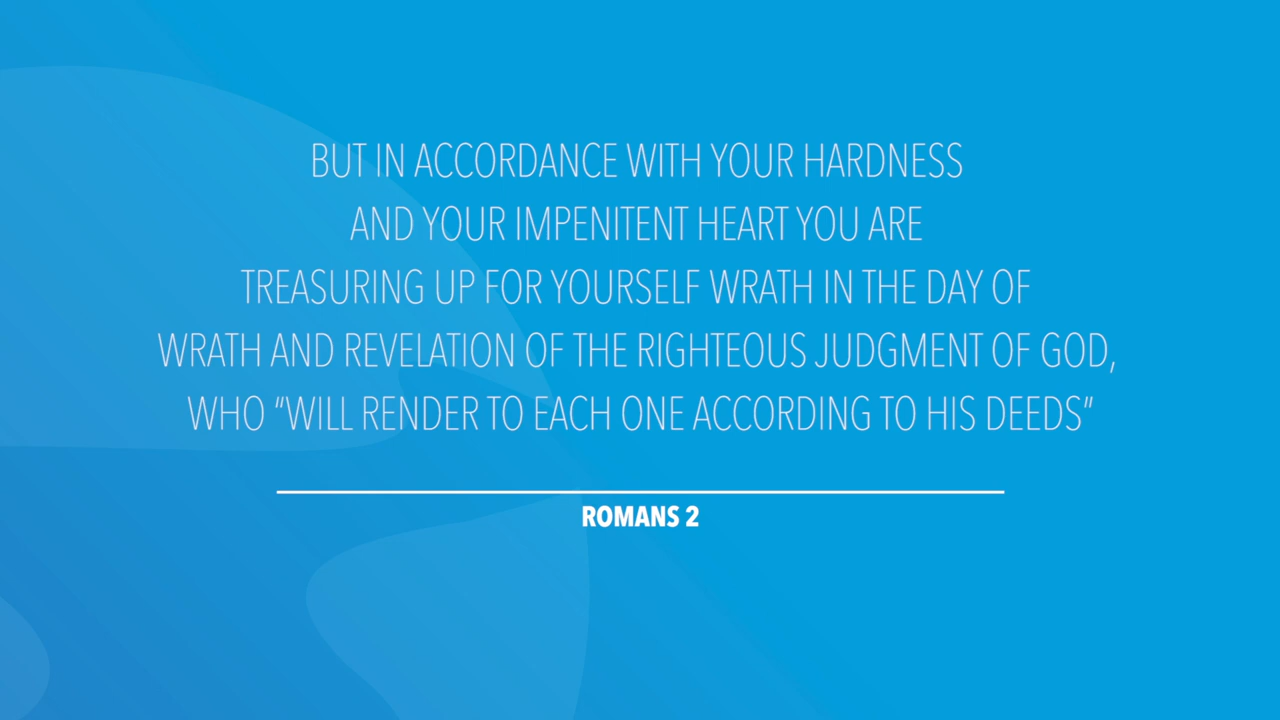 BUT IN ACCORDANCE WITH YOUR HARDNESS
AND YOUR IMPENITENT HEART YOU ARE
TREASURING UP FOR YOURSELF WRATH IN THE DAY OF
WRATH AND REVELATION OF THE RIGHTEOUS JUDGMENT OF GOD,
WHO “WILL RENDER TO EACH ONE ACCORDING TO HIS DEEDS”
ROMANS 2